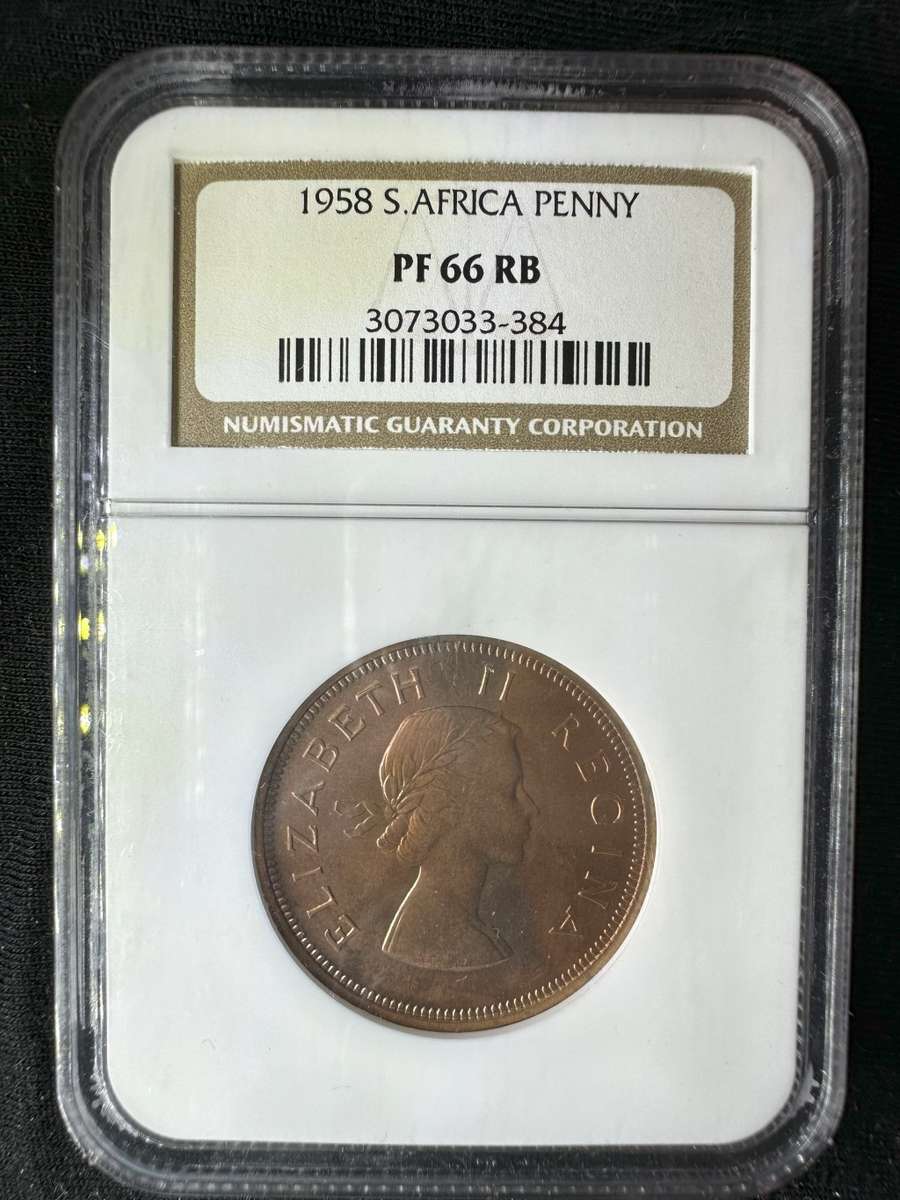 1958 S.AFRICA PENNY
PF 66 RB
3073033-384
NUMISMATIC GUARANTY CORPORATION
ELIZABETH II REGINA